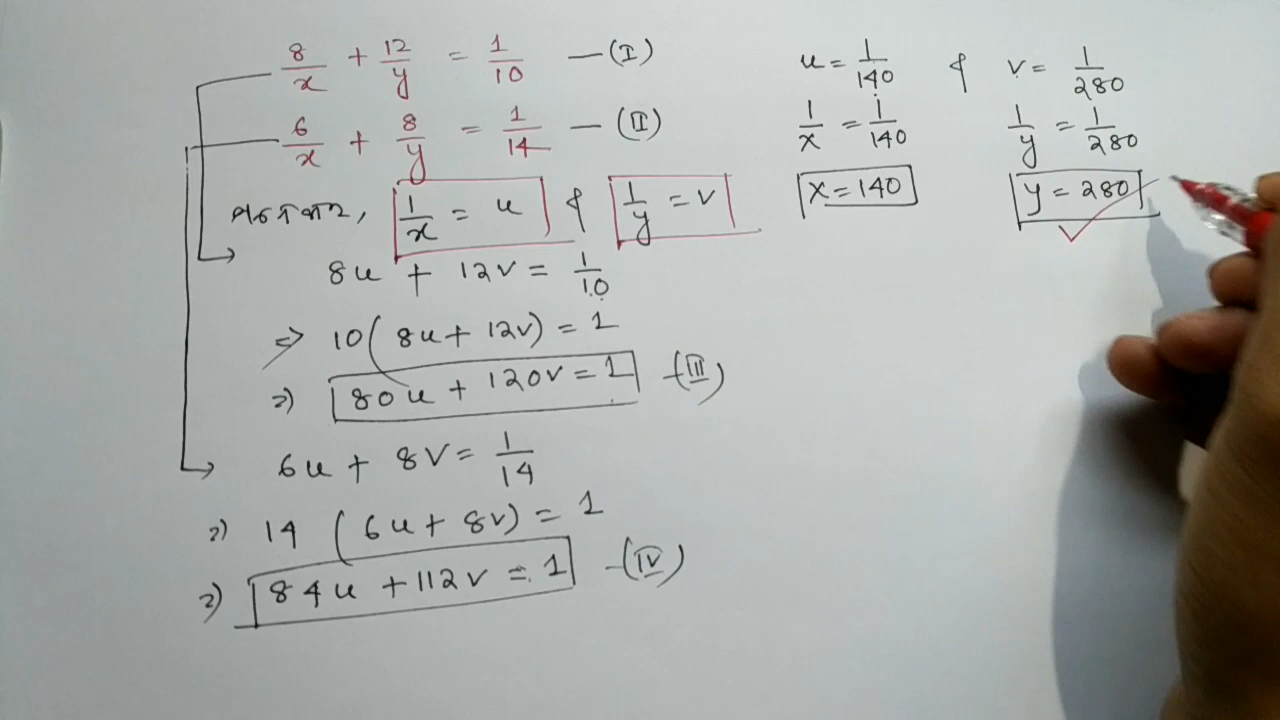 8/x + 12/y = 1/10 —(I)
6/x + 8/y = 1/14 —(II)
1/x = u & 1/y = v
8u + 12v = 1/10
=> 10(8u + 12v) = 1
=> 80u + 120v = 1 —(III)
6u + 8v = 1/14
=> 14 (6u + 8v) = 1
=> 84u + 112v = 1 —(IV)
u = 1/140 & v = 1/280
1/x = 1/140 1/y = 1/280
x = 140 y = 280